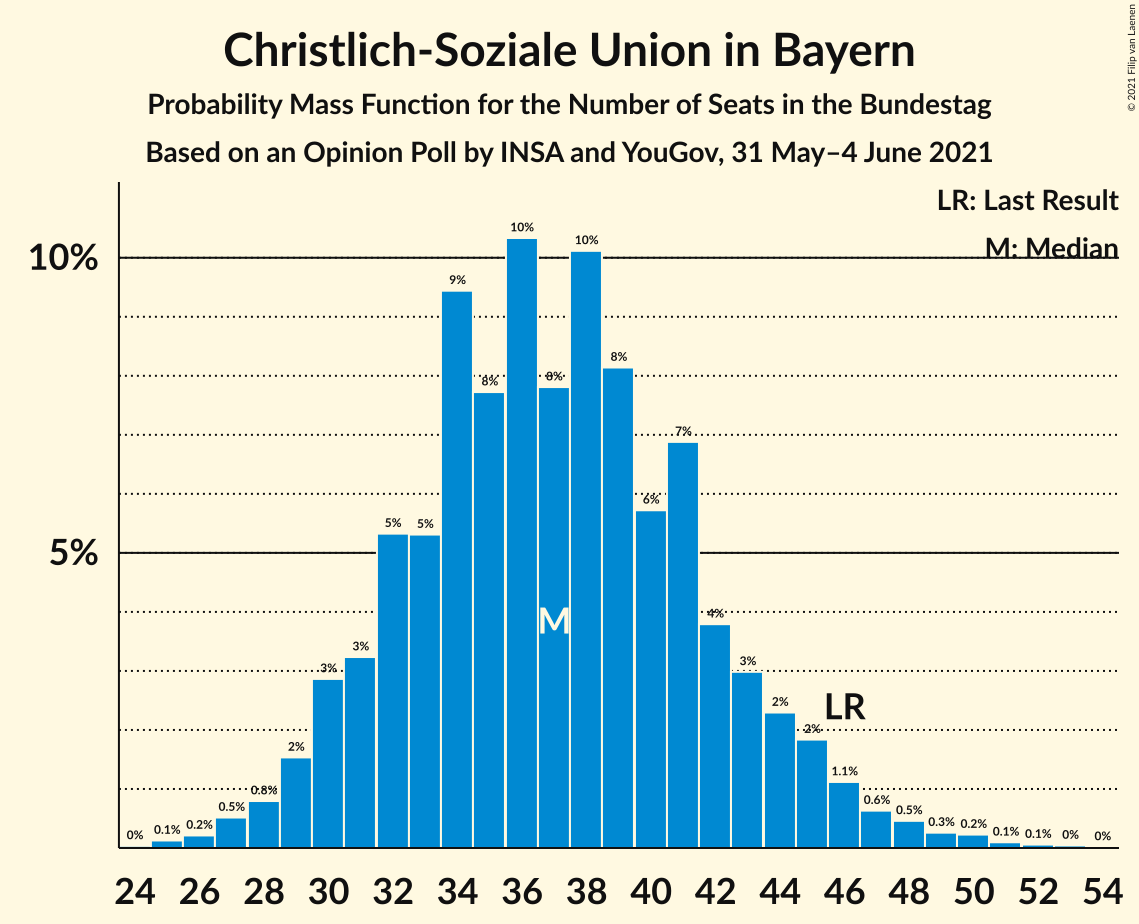 Christlich-Soziale Union in Bayern
Probability Mass Function for the Number of Seats in the Bundestag
Based on an Opinion Poll by INSA and YouGov, 31 May–4 June 2021
© 2021 Filip van Laenen
LR: Last Result
M: Median
10%
5%
0% 0.1% 0.2% 0.5% 0.8% 2% 3% 3% 5% 5% 9% 8% 10% 8% 10% 8% 6% 7% 4% 3% 2% 2% 1.1% 0.6% 0.5% 0.3% 0.2% 0.1% 0.1% 0% 0%
M
LR
24 26 28 30 32 34 36 38 40 42 44 46 48 50 52 54